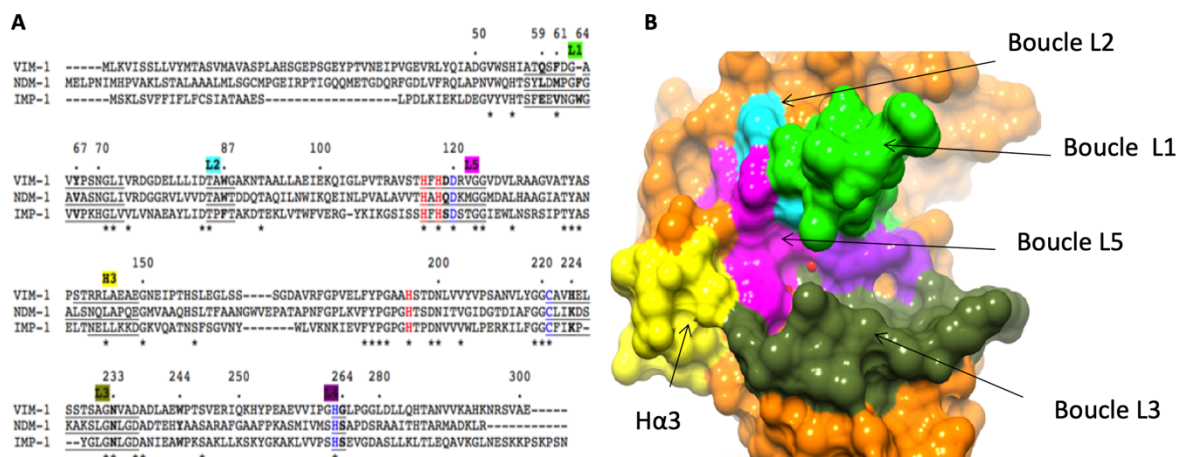 A
B
L1
50 59 61 64
VIM-1 -----MLKVISSLLVYMTASVMAVASPLAHSGEPSGEYPTVNEIPVGEVRLYQIADGVWSHIATQSFDG-A
NDM-1 MELPNIMHPVAKLSTALAAALMLSGCMPGEIRPTIGQQMETGDQRFGDLVFRQLAPNVWQHTSYLDMPGFG
IMP-1 -----MSKLSVFFIFLFCSIATAAES------------------LPDLKIEKLDEGVYVHTSFEEVNGWG
* * *
67 70 L2 87 100 120 L5
VIM-1 VYPSNGLIVRDGDELLLIDTAWGAKNTAALLAEIEKQIGLPVTRAVSTHFHDDRVGGVDVLRAAGVATYAS
NDM-1 AVASNGLIVRDGGRVLVVDTAWTDDQTAQILNWIKQEINLPVALAVVTHAHQDKMGGMDALHAAGIATYAN
IMP-1 VVPKHGLVVLVNAEAYLIDTPFTAKDTEKLVTWFVERG-YKIKGSISSHFHSDSTGGIEWLNSRSIPTYAS
** * ** * * * * ** ***
H3 150 200 220 224
VIM-1 PSTRRLAEAEGNEIPTHSLEGLSS----SGDAVRFGPVELFYPGAAHSTDNLVVYVPSANVLYGGCAVHEL
NDM-1 ALSNQLAPQEGMVAAQHSLTFAANGWVEPATAPNFGPLKVFYPGPGHTSDNITVGIDGTDIAFGGCLIKDS
IMP-1 ELTNELLKKDGKVQATNSFSGVNY-----WLVKNKIEVFYPGPGHTPDNVVVWLPERKILFGGCFIKP-
* * **** * ** * ***
L3 233 244 250 L4 264 280 300
VIM-1 SSTSAGNVADADLAEWPTSVERIQKHYPEAEVVIPGHGLPGGLDLLQHTANVVKAHKNRSVAE-----
NDM-1 KAKSLGNLGDADTEHYAASARAFGAAFPKASMIVMSHSAPDSRAAITHTARMADKLR-----------
IMP-1 --YGLGNLGDANIEAWPKSAKLLKSKYGKAKLVVPSHSEVGDASLLKLTLEQAVKGLNESKKPSKPSN
** * * *
Boucle L2
Boucle L1
Boucle L5
Hα3
Boucle L3